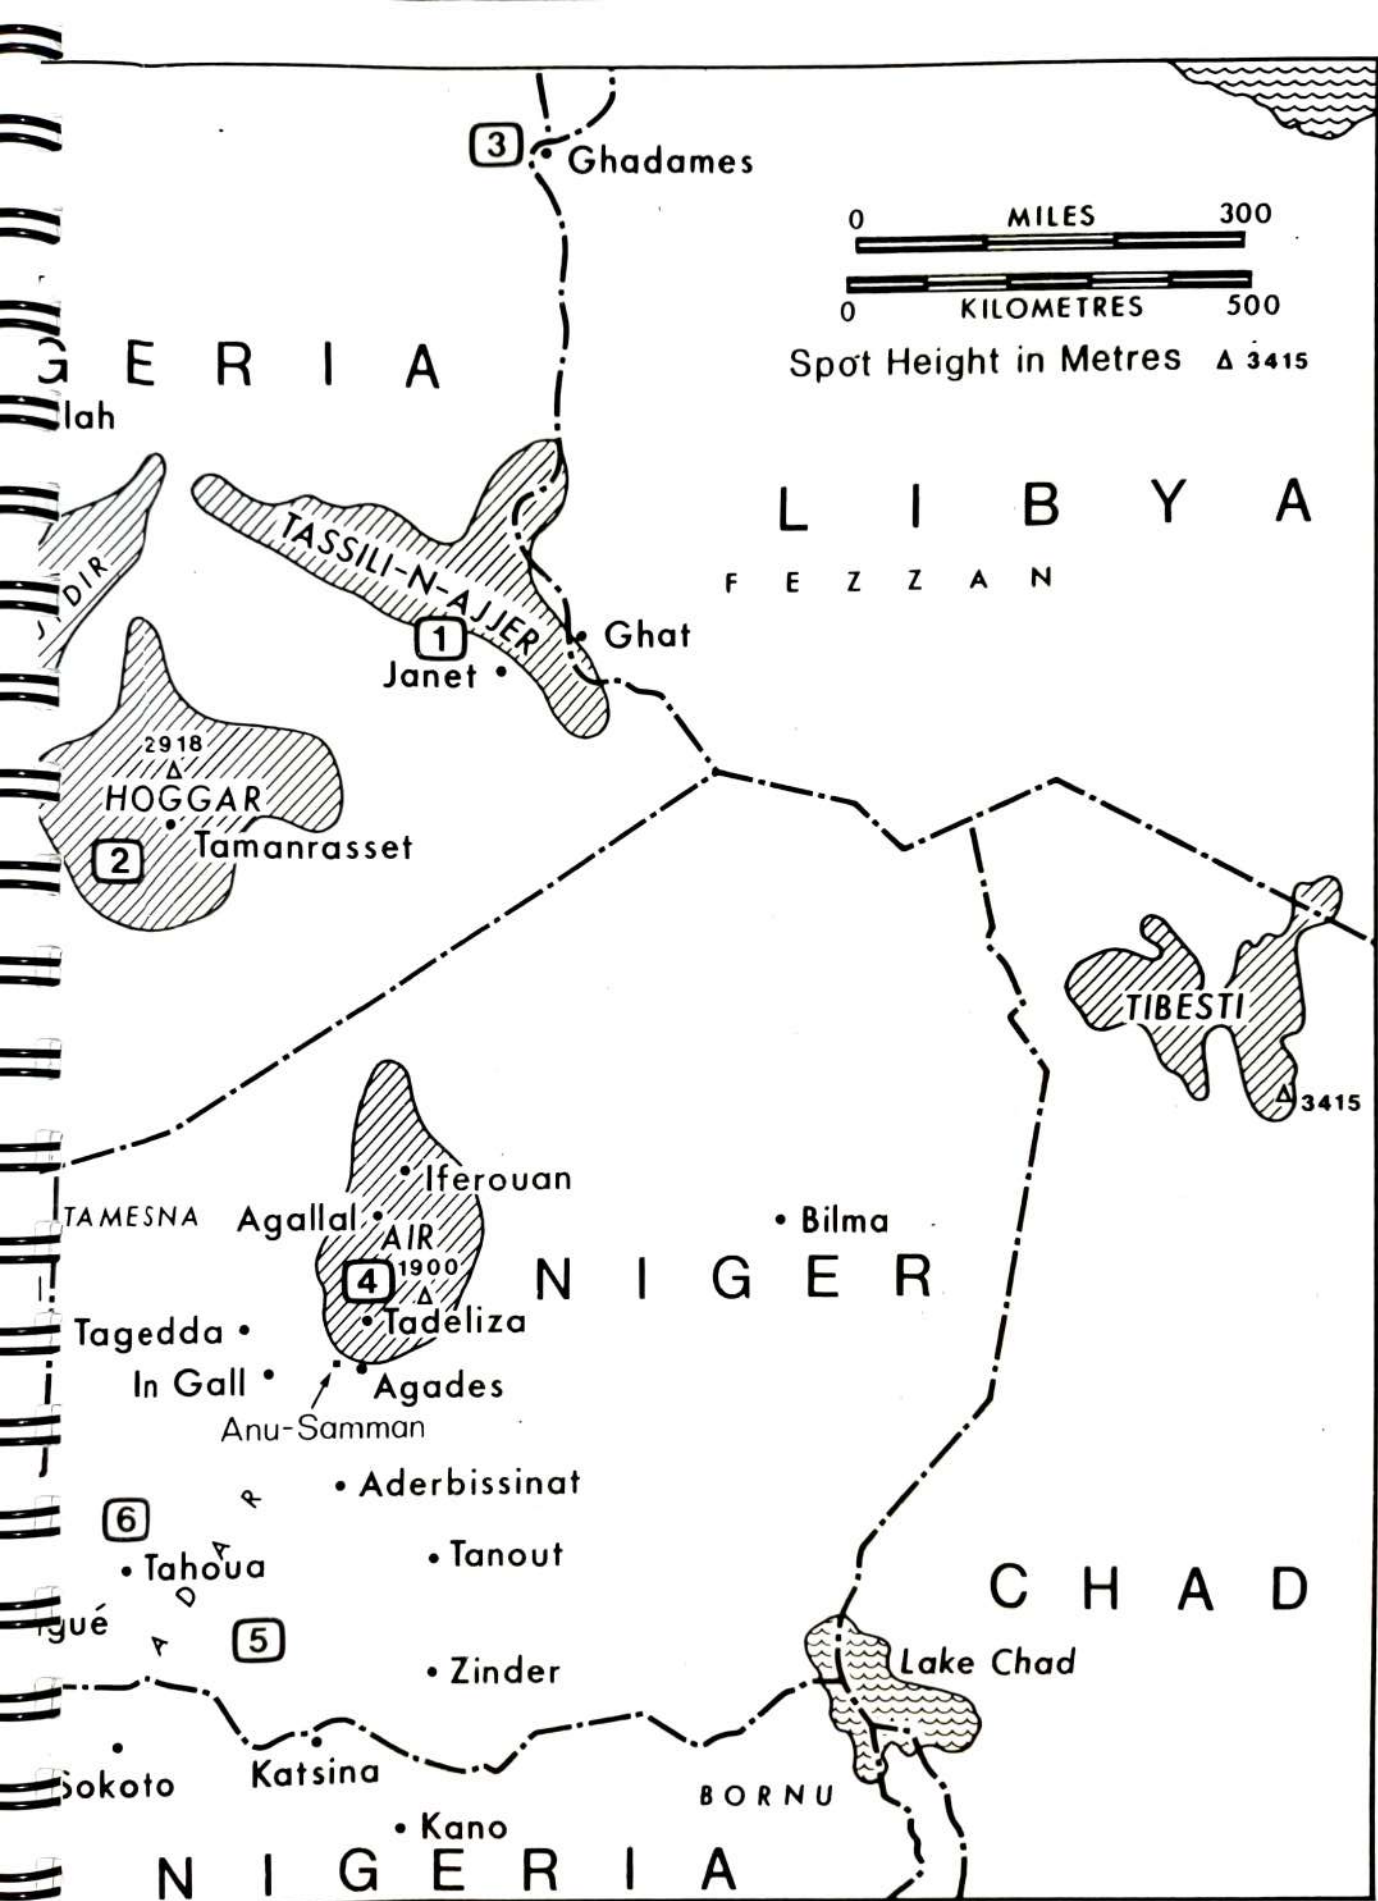 3
Ghadames
0 MILES 300
0 KILOMETRES 500
Spot Height in Metres Δ 3415
GERIA
lah
LIBYA
FEZZAN
TASSILI-N-AJJER
DIR
1
Ghat
Janet
2918
Δ
HOGGAR
Tamanrasset
2
TIBESTI
Δ 3415
Iferouan
TAMESNA
Agallal
AIR
Bilma
4
1900
Δ
NIGER
Tagedda
Tadeliza
In Gall
Agades
Anu-Samman
Aderbissinat
6
Tanout
Tahoua
ADAR
CHAD
gué
5
Lake Chad
Zinder
Sokoto
Katsina
BORNU
Kano
NIGERIA